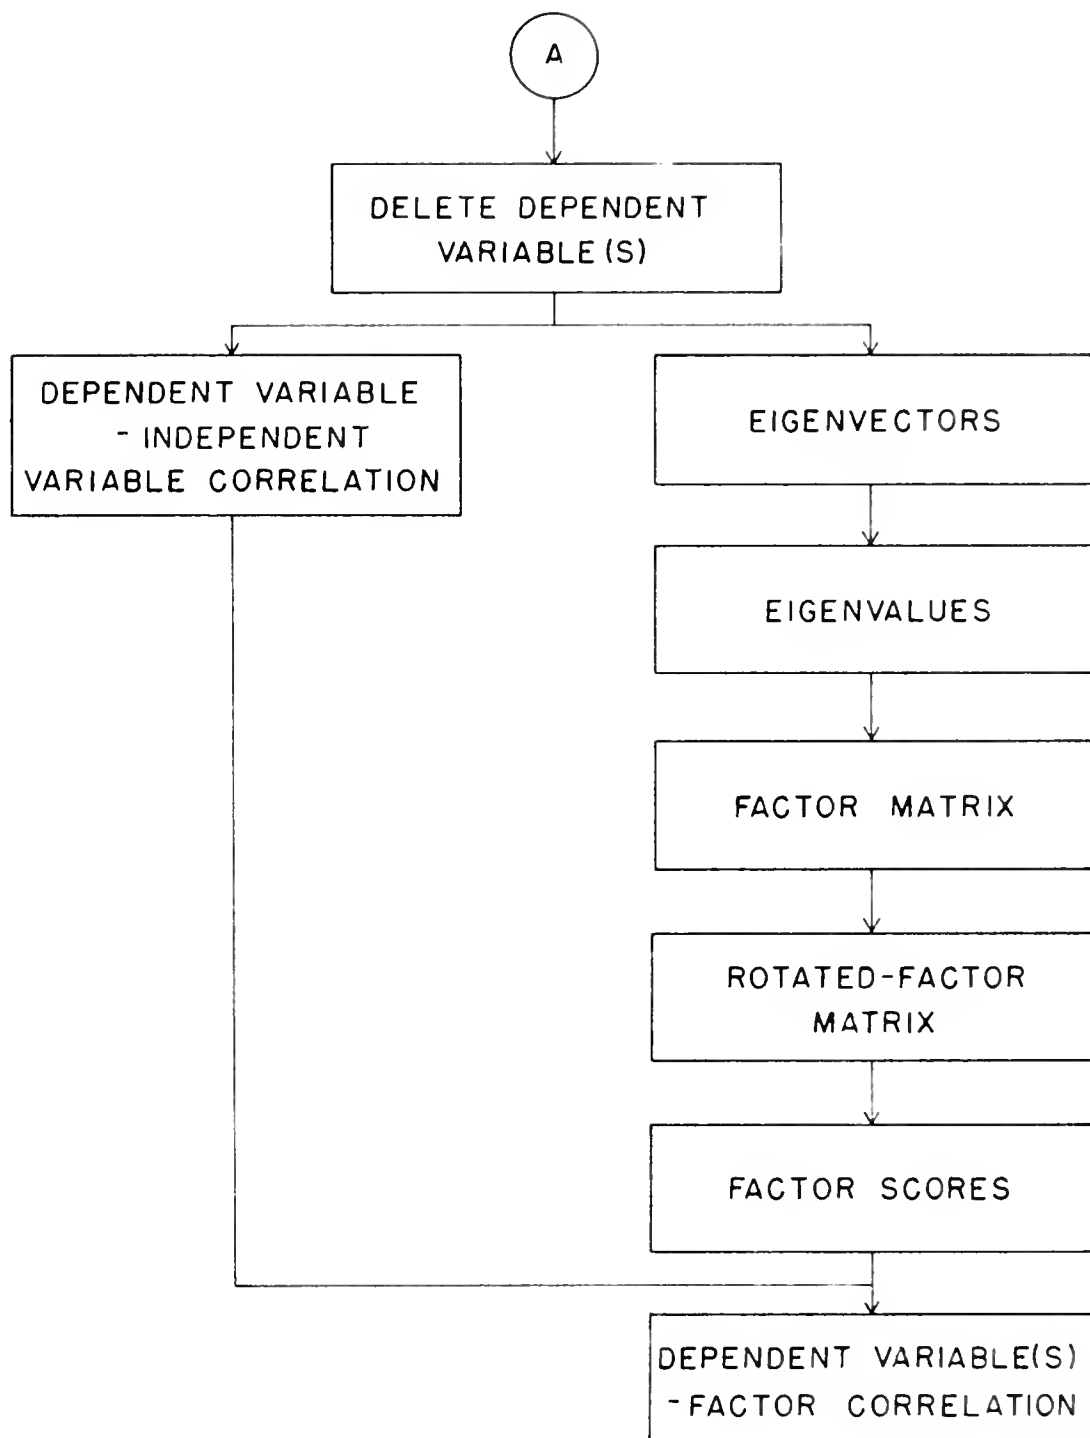 A
DELETE DEPENDENT
VARIABLE(S)
DEPENDENT VARIABLE
- INDEPENDENT
VARIABLE CORRELATION
EIGENVECTORS
EIGENVALUES
FACTOR MATRIX
ROTATED-FACTOR
MATRIX
FACTOR SCORES
DEPENDENT VARIABLE(S)
-FACTOR CORRELATION